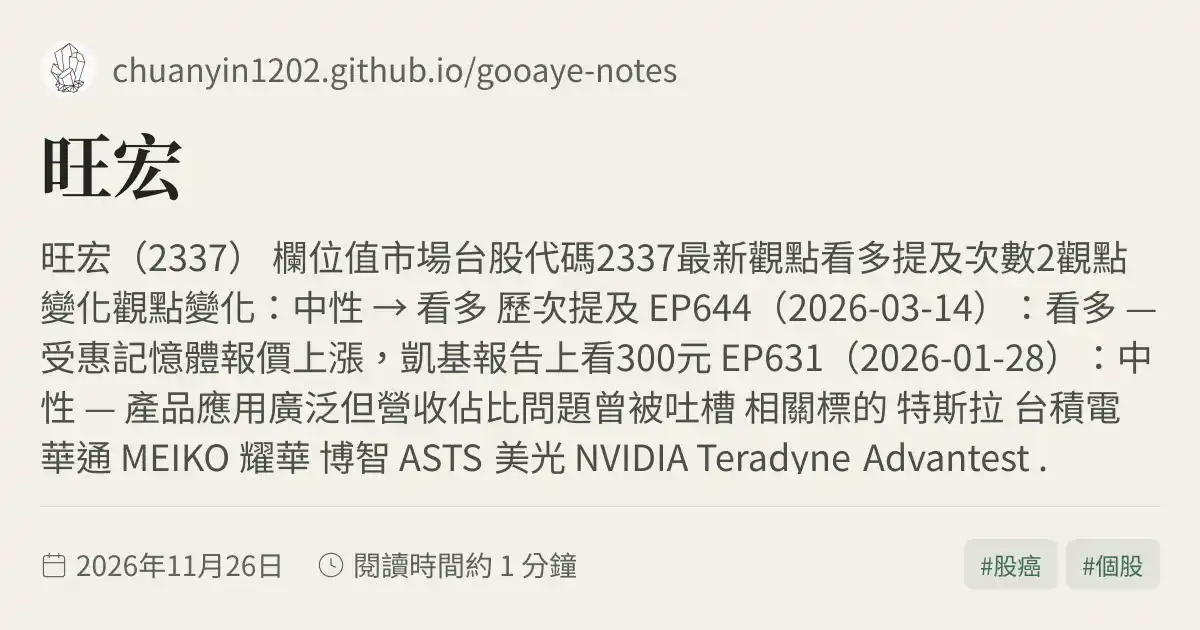 chuanyin1202.github.io/gooaye-notes
旺宏
旺宏（2337） 欄位值市場台股代碼2337最新觀點看多提及次數2觀點
變化觀點變化：中性 → 看多 歷次提及 EP644（2026-03-14）：看多 —
受惠記憶體報價上漲，凱基報告上看300元 EP631（2026-01-28）：中
性 — 產品應用廣泛但營收佔比問題曾被吐槽 相關標的 特斯拉 台積電
華通 MEIKO 耀華 博智 ASTS 美光 NVIDIA Teradyne Advantest .
2026年11月26日 閱讀時間約 1 分鐘 #股癌 #個股